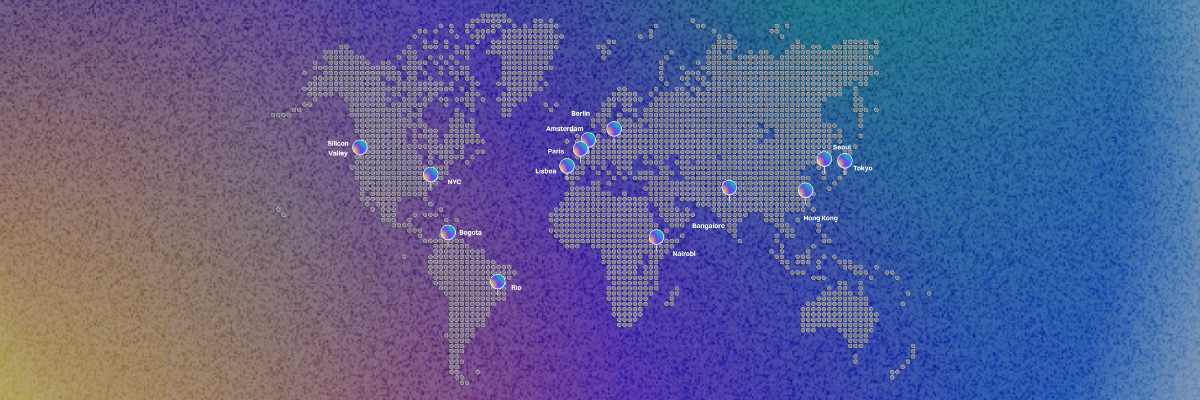 Berlin
Amsterdam
Silicon
Valley
Paris
Seoul
Tokyo
Lisboa
NYC
Hong Kong
Bangalore
Bogota
Nairobi
Rio